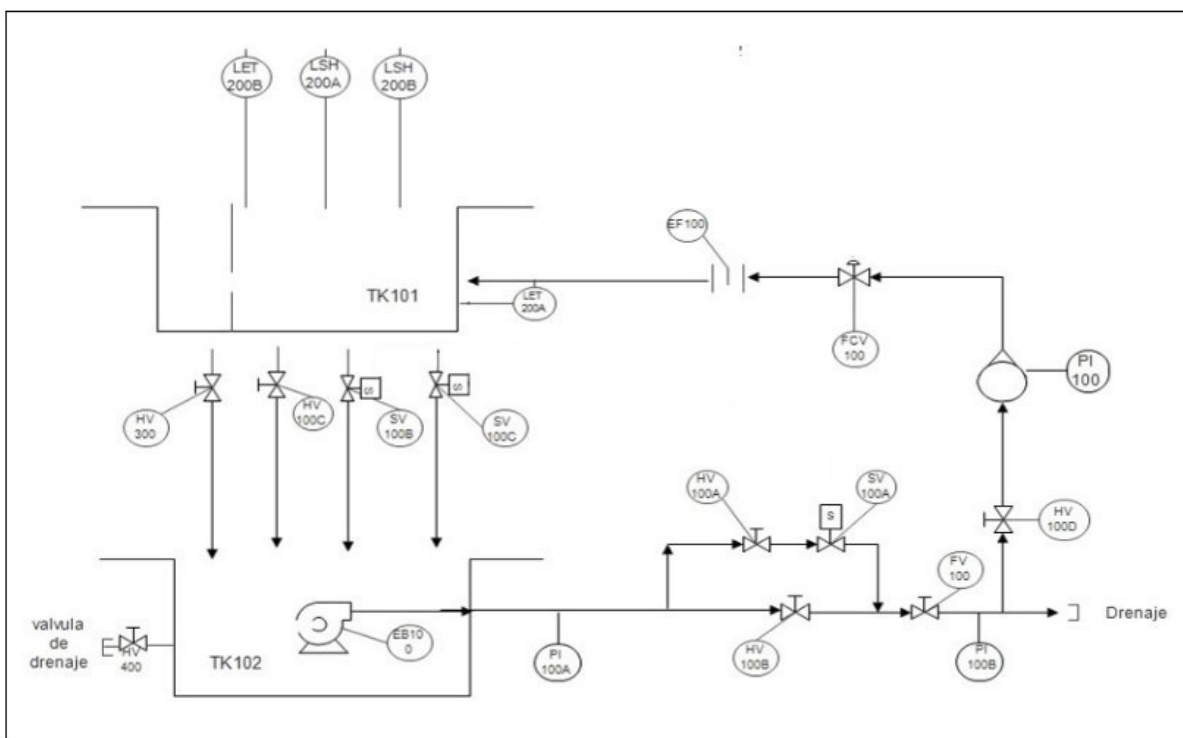 LET
200B
LSH
200A
LSH
200B
EF100
TK101
LET
200A
FCV
100
PI
100
HV
300
HV
100C
S
SV
100B
S
SV
100C
HV
100A
SV
100A
S
HV
100D
FV
100
valvula
de
drenaje
HV
400
TK102
EB10
0
PI
100A
HV
100B
PI
100B
Drenaje